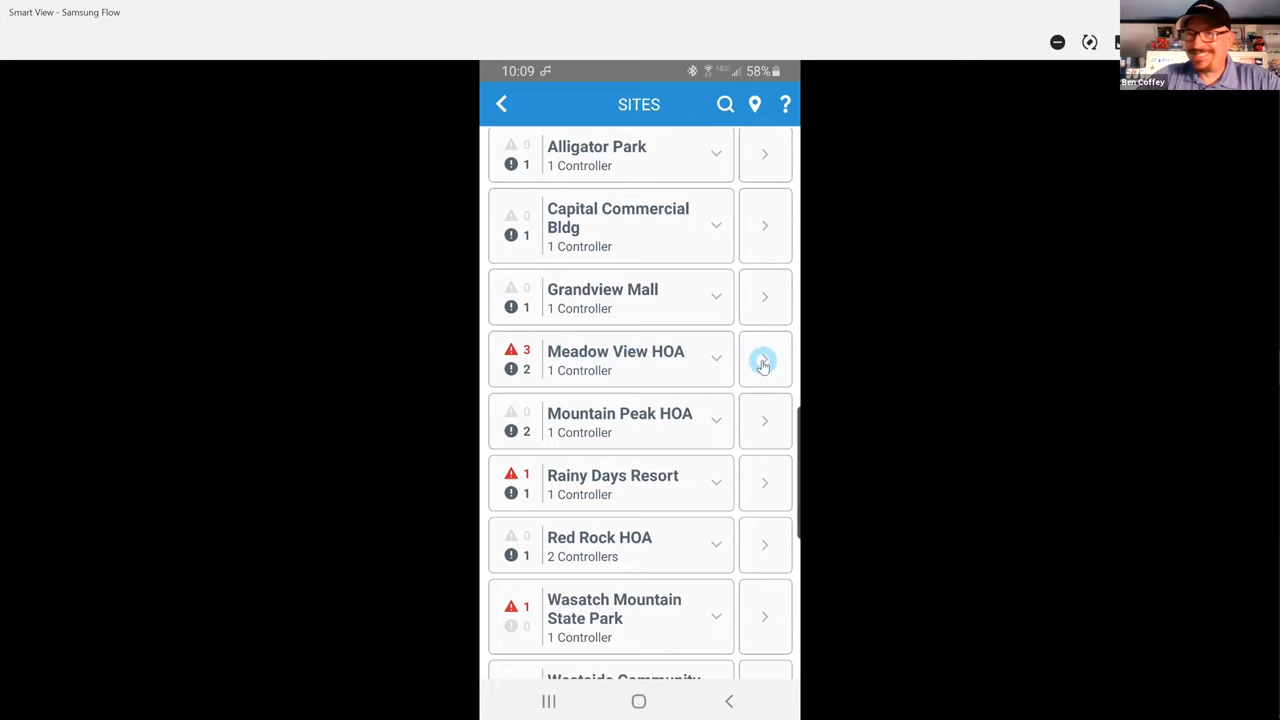 Smart View - Samsung Flow
Ben Coffey
10:09
58%
SITES
?
0
Alligator Park
1
1 Controller
0
Capital Commercial
Bldg
1
1 Controller
0
Grandview Mall
1
1 Controller
3
Meadow View HOA
2
1 Controller
0
Mountain Peak HOA
2
1 Controller
1
Rainy Days Resort
1
1 Controller
0
Red Rock HOA
1
2 Controllers
1
Wasatch Mountain
State Park
0
1 Controller
Westside Community